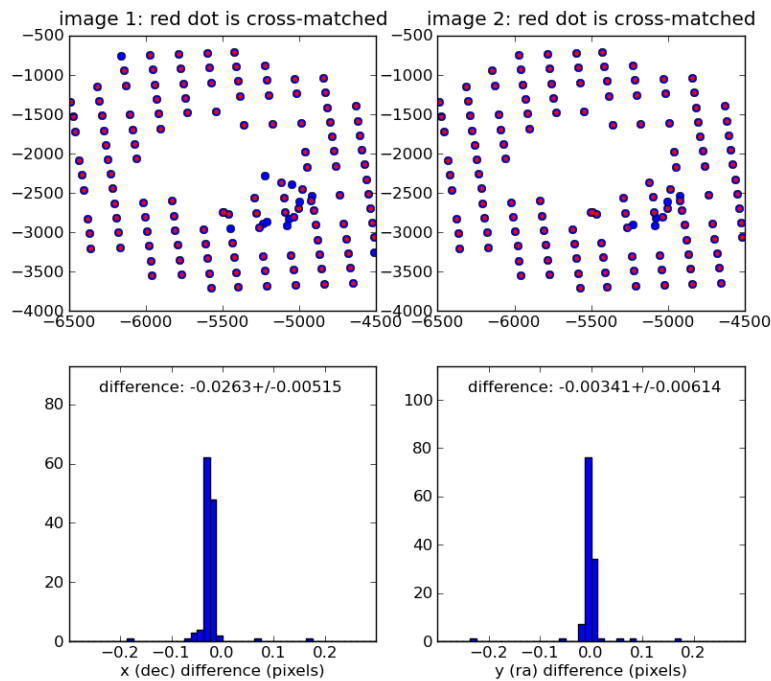 image 1: red dot is cross-matched
−500
−1000
−1500
−2000
−2500
−3000
−3500
−4000
−6500 −6000 −5500 −5000 −4500
image 2: red dot is cross-matched
−500
−1000
−1500
−2000
−2500
−3000
−3500
−4000
−6500 −6000 −5500 −5000 −4500
difference: -0.0263+/-0.00515
80
60
40
20
0
−0.2 −0.1 0.0 0.1 0.2
x (dec) difference (pixels)
difference: -0.00341+/-0.00614
100
80
60
40
20
0
−0.2 −0.1 0.0 0.1 0.2
y (ra) difference (pixels)